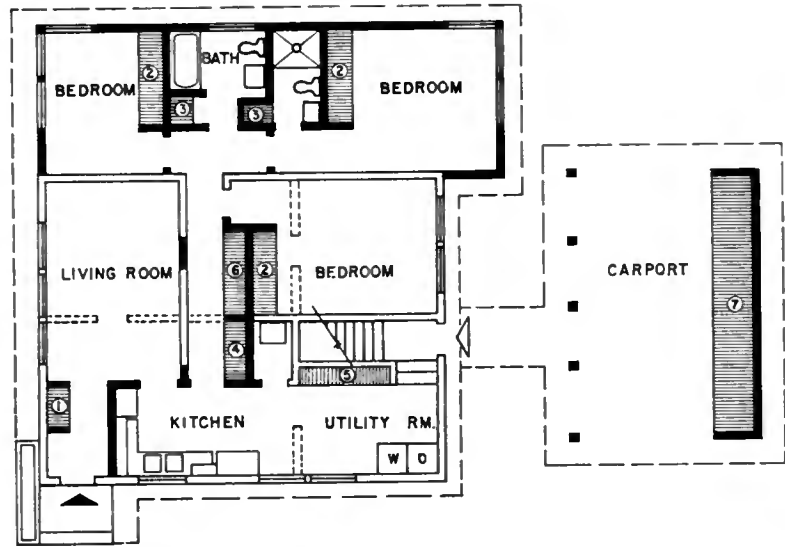 BATH
BEDROOM ② ② BEDROOM
③ ③
LIVING ROOM ⑥ ② BEDROOM CARPORT
⑦
④
⑤
①
KITCHEN UTILITY RM.
W D